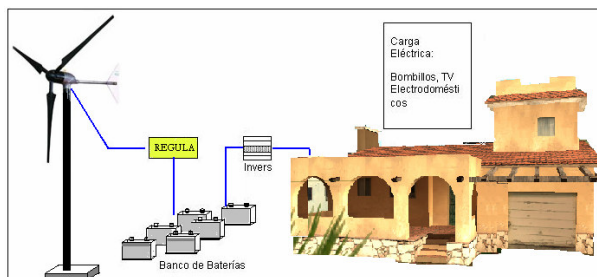 Carga
Eléctrica:
Bombillos, TV
Electrodomésti
cos
REGULA
Invers
Banco de Baterías